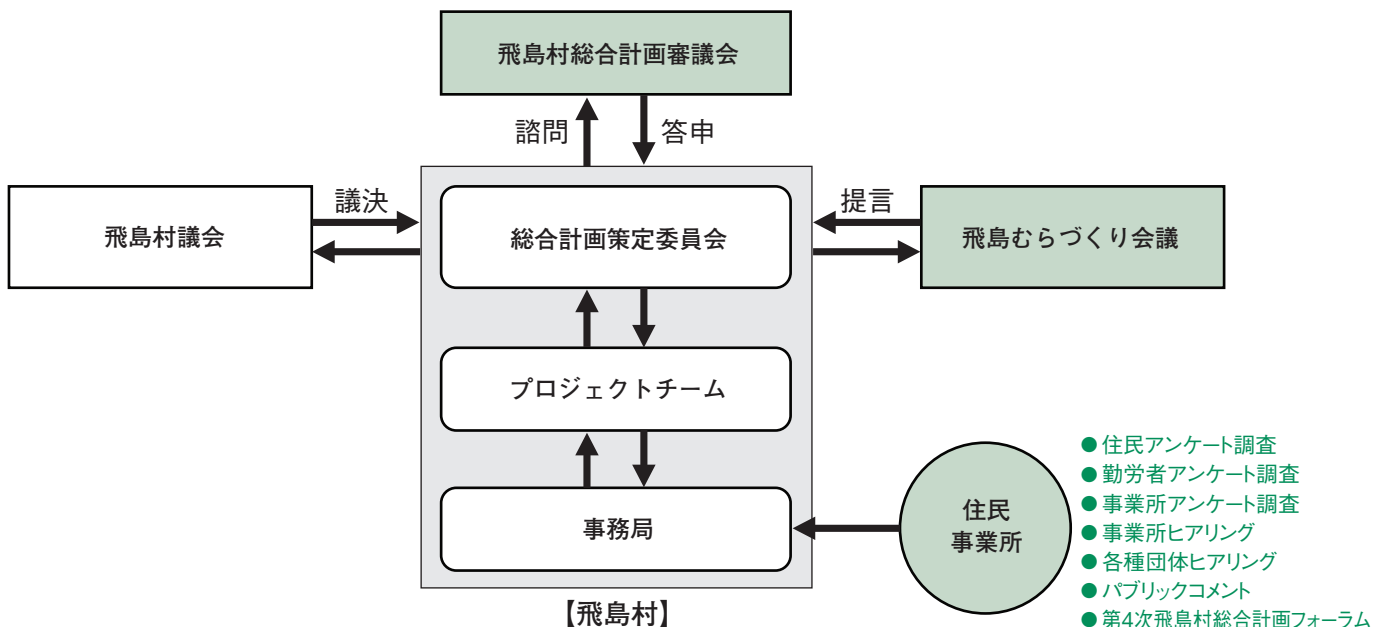 飛島村総合計画審議会
諮問
答申
飛島村議会
議決
総合計画策定委員会
提言
飛島むらづくり会議
プロジェクトチーム
事務局
住民
事業所
●住民アンケート調査
●勤労者アンケート調査
●事業所アンケート調査
●事業所ヒアリング
●各種団体ヒアリング
●パブリックコメント
●第4次飛島村総合計画フォーラム
【飛島村】